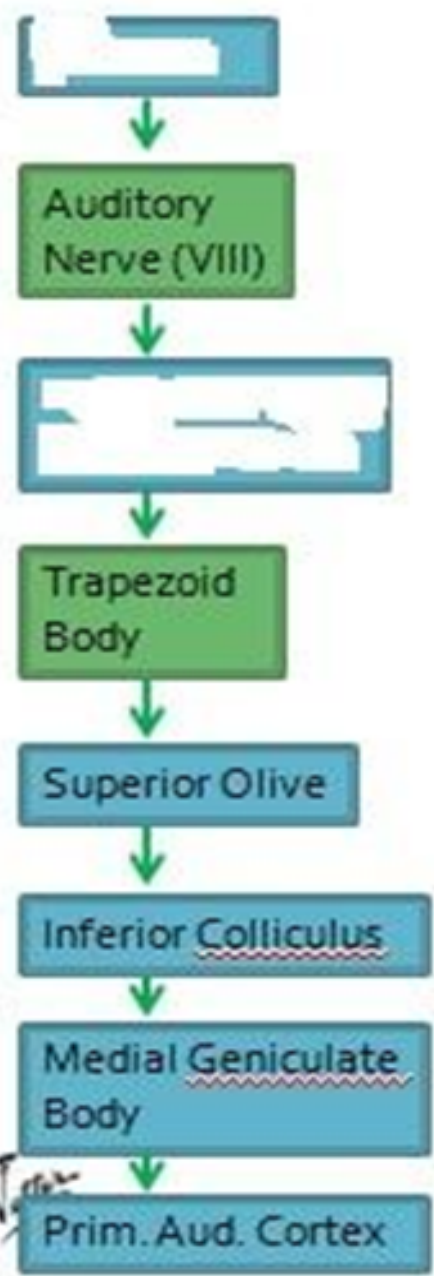 Auditory
Nerve (VIII)
Trapezoid
Body
Superior Olive
Inferior Colliculus
Medial Geniculate
Body
Prim. Aud. Cortex